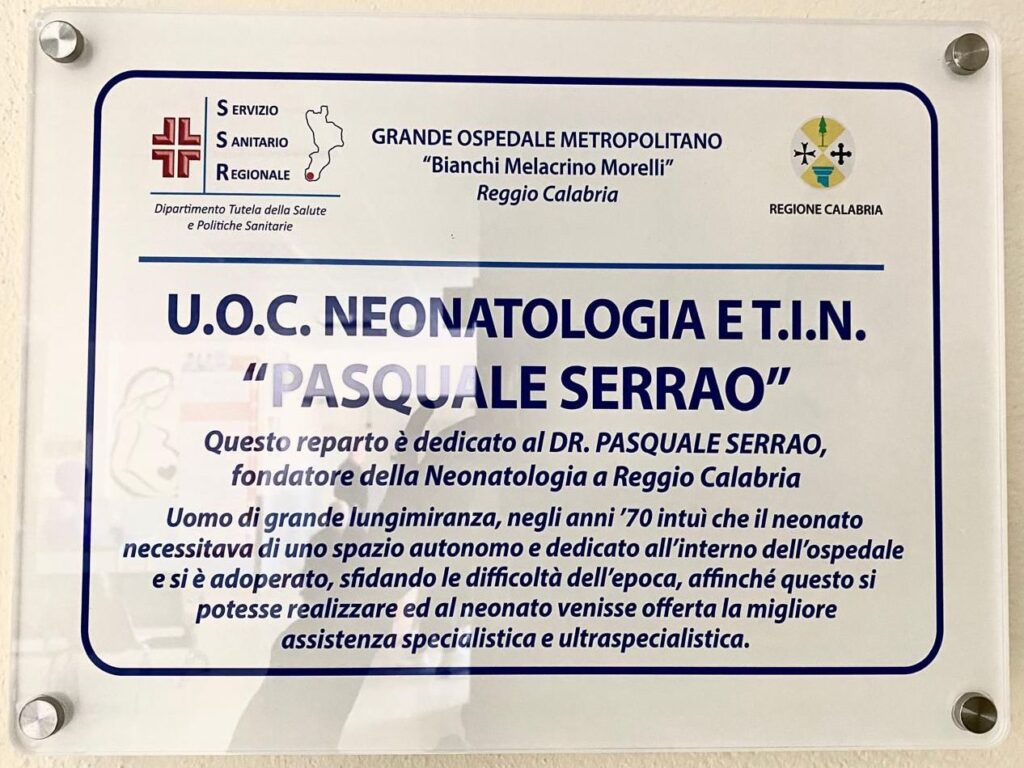 SERVIZIO
SANITARIO
REGIONALE
Dipartimento Tutela della Salute
e Politiche Sanitarie
GRANDE OSPEDALE METROPOLITANO
“Bianchi Melacrino Morelli”
Reggio Calabria
REGIONE CALABRIA
U.O.C. NEONATOLOGIA E T.I.N.
“PASQUALE SERRAO”
Questo reparto è dedicato al DR. PASQUALE SERRAO,
fondatore della Neonatologia a Reggio Calabria
Uomo di grande lungimiranza, negli anni ’70 intuì che il neonato
necessitava di uno spazio autonomo e dedicato all’interno dell’ospedale
e si è adoperato, sfidando le difficoltà dell’epoca, affinché questo si
potesse realizzare ed al neonato venisse offerta la migliore
assistenza specialistica e ultraspecialistica.